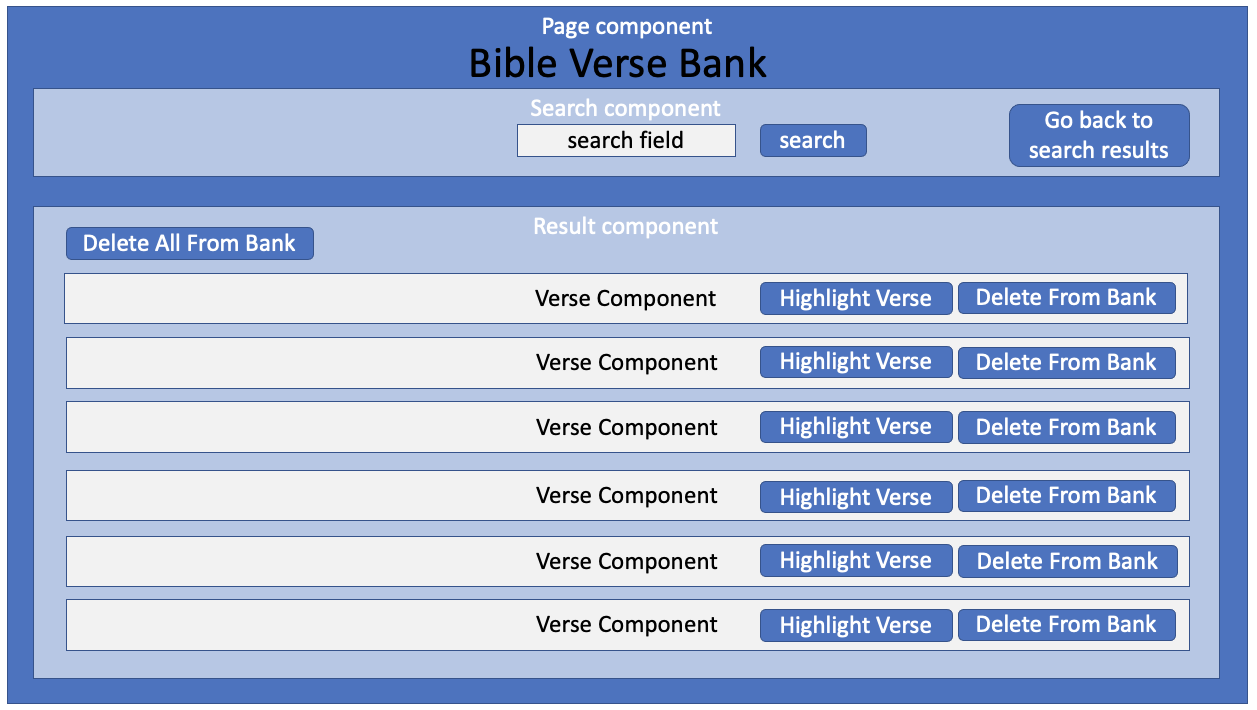 Page component
Bible Verse Bank
Search component
search field
search
Go back to
search results
Result component
Delete All From Bank
Verse Component Highlight Verse Delete From Bank
Verse Component Highlight Verse Delete From Bank
Verse Component Highlight Verse Delete From Bank
Verse Component Highlight Verse Delete From Bank
Verse Component Highlight Verse Delete From Bank
Verse Component Highlight Verse Delete From Bank